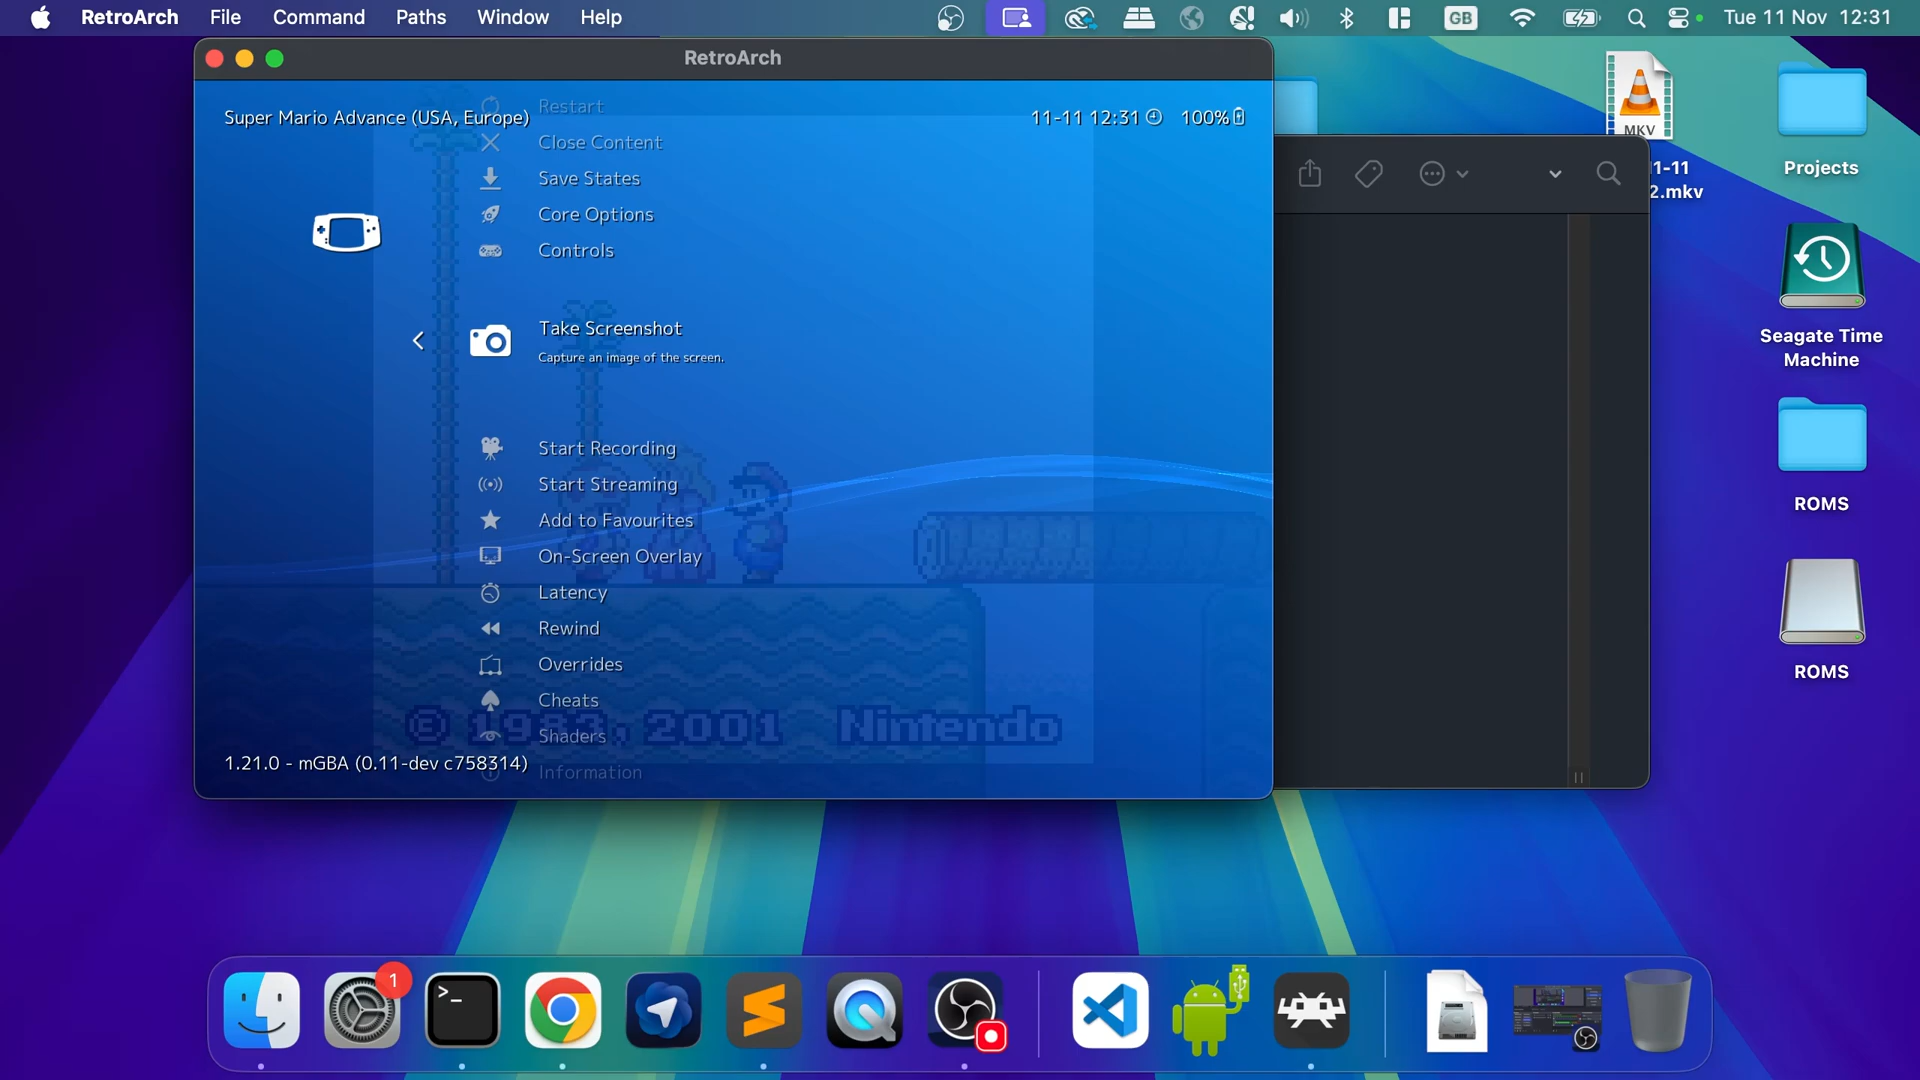 RetroArch File Command Paths Window Help GB Tue 11 Nov 12:31
RetroArch
Super Mario Advance (USA, Europe) 11-11 12:31 100%
Restart
Close Content
Save States
Core Options
Controls
Take Screenshot
Capture an image of the screen.
Start Recording
Start Streaming
Add to Favourites
On-Screen Overlay
Latency
Rewind
Overrides
Cheats
© 1983, 2001 Nintendo
Shaders
1.21.0 - mGBA (0.11-dev c758314)
Information
MKV
11-11
2.mkv
Projects
Seagate Time
Machine
ROMS
ROMS
1
>_